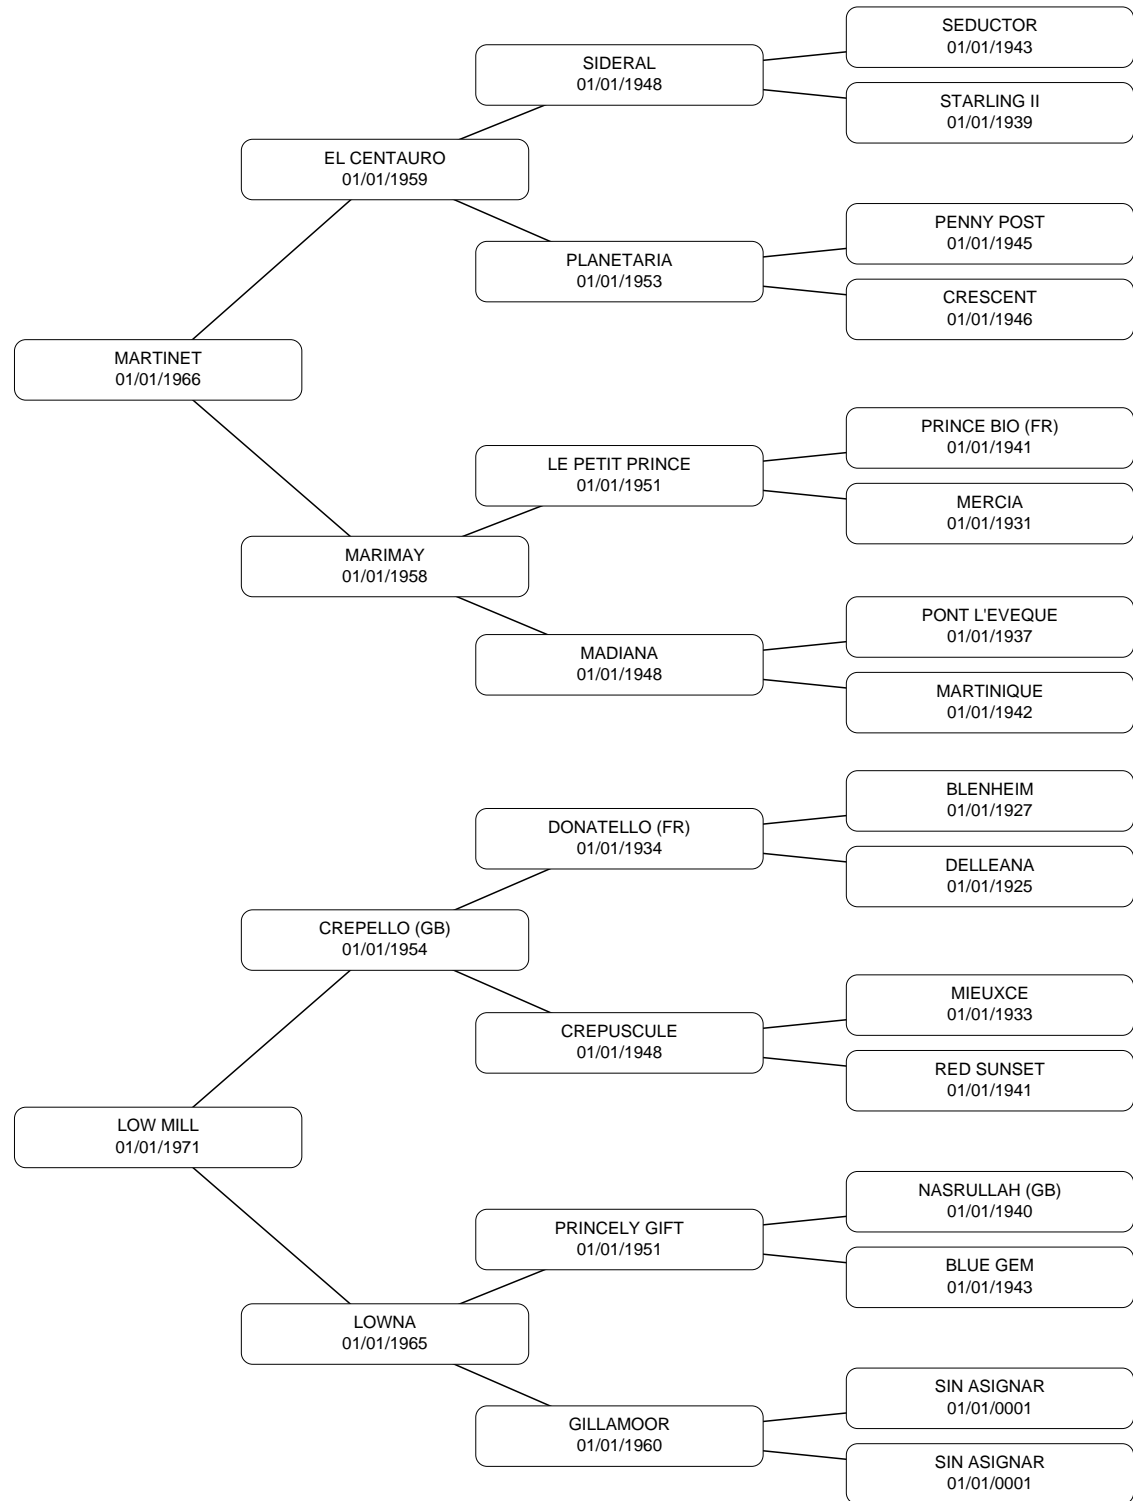 SEDUCTOR
01/01/1943
SIDERAL
01/01/1948
STARLING II
01/01/1939
EL CENTAURO
01/01/1959
PENNY POST
01/01/1945
PLANETARIA
01/01/1953
CRESCENT
01/01/1946
MARTINET
01/01/1966
PRINCE BIO (FR)
01/01/1941
LE PETIT PRINCE
01/01/1951
MERCIA
01/01/1931
MARIMAY
01/01/1958
PONT L'EVEQUE
01/01/1937
MADIANA
01/01/1948
MARTINIQUE
01/01/1942
BLENHEIM
01/01/1927
DONATELLO (FR)
01/01/1934
DELLEANA
01/01/1925
CREPELLO (GB)
01/01/1954
MIEUXCE
01/01/1933
CREPUSCULE
01/01/1948
RED SUNSET
01/01/1941
LOW MILL
01/01/1971
NASRULLAH (GB)
01/01/1940
PRINCELY GIFT
01/01/1951
BLUE GEM
01/01/1943
LOWNA
01/01/1965
SIN ASIGNAR
01/01/0001
GILLAMOOR
01/01/1960
SIN ASIGNAR
01/01/0001